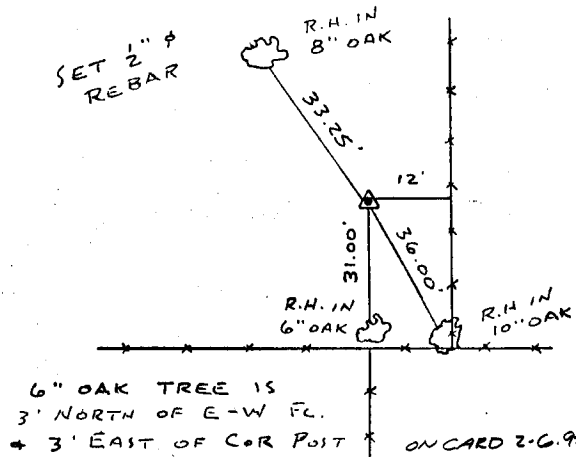 SET 1/2" φ
REBAR
R.H. IN
8" OAK
33.25'
12'
31.00'
36.00'
R.H. IN
6" OAK
R.H IN
10" OAK
6" OAK TREE IS
3' NORTH OF E-W FC.
& 3' EAST OF COR POST
ON CARD 2-6.9